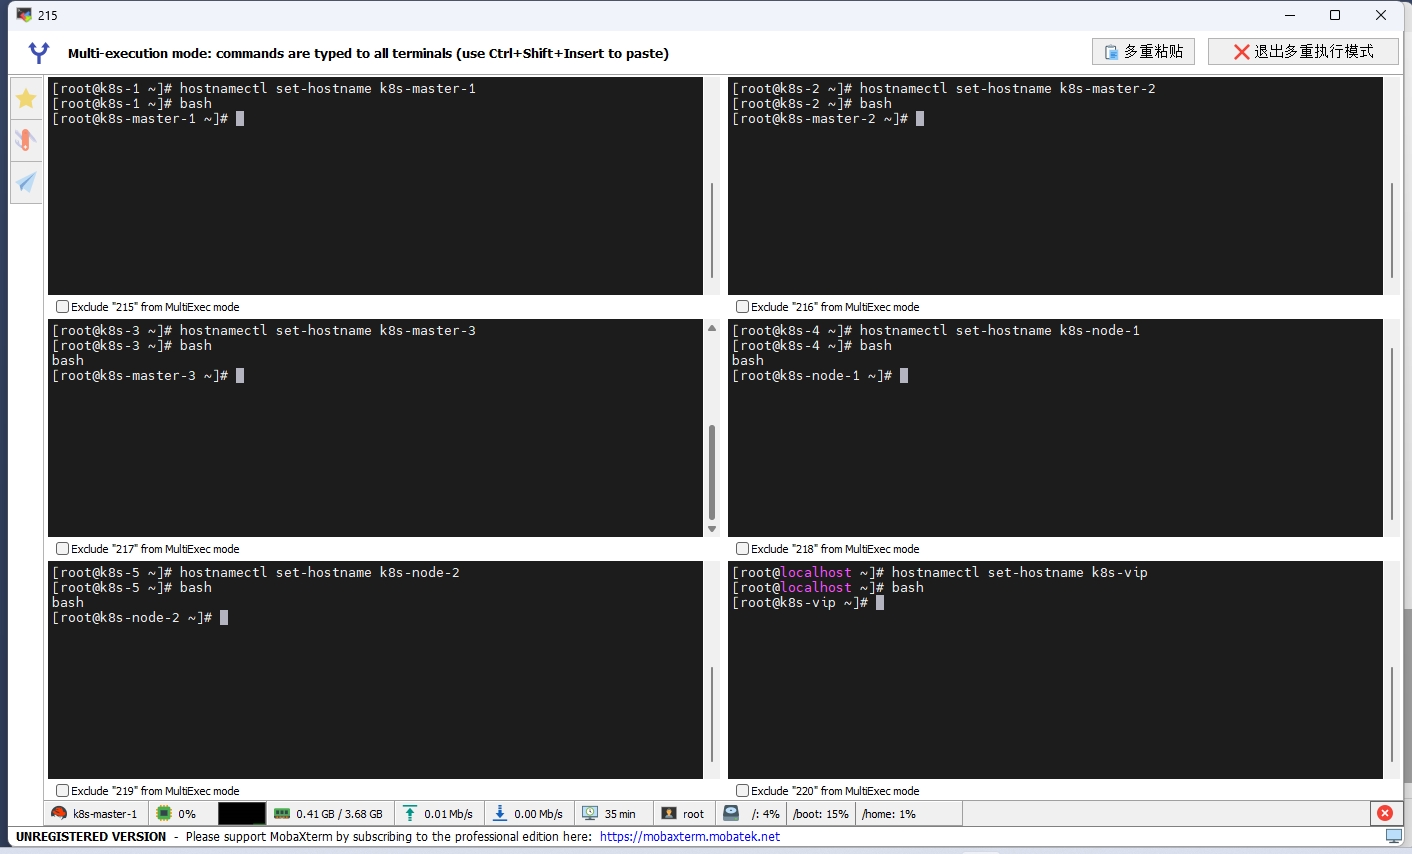 215
Multi-execution mode: commands are typed to all terminals (use Ctrl+Shift+Insert to paste)
多重粘贴
退出多重执行模式
[root@k8s-1 ~]# hostnamectl set-hostname k8s-master-1
[root@k8s-1 ~]# bash
[root@k8s-master-1 ~]#
Exclude "215" from MultiExec mode
[root@k8s-2 ~]# hostnamectl set-hostname k8s-master-2
[root@k8s-2 ~]# bash
[root@k8s-master-2 ~]#
Exclude "216" from MultiExec mode
[root@k8s-3 ~]# hostnamectl set-hostname k8s-master-3
[root@k8s-3 ~]# bash
bash
[root@k8s-master-3 ~]#
Exclude "217" from MultiExec mode
[root@k8s-4 ~]# hostnamectl set-hostname k8s-node-1
[root@k8s-4 ~]# bash
bash
[root@k8s-node-1 ~]#
Exclude "218" from MultiExec mode
[root@k8s-5 ~]# hostnamectl set-hostname k8s-node-2
[root@k8s-5 ~]# bash
bash
[root@k8s-node-2 ~]#
Exclude "219" from MultiExec mode
[root@localhost ~]# hostnamectl set-hostname k8s-vip
[root@localhost ~]# bash
[root@k8s-vip ~]#
Exclude "220" from MultiExec mode
k8s-master-1 0% 0.41 GB / 3.68 GB 0.01 Mb/s 0.00 Mb/s 35 min root /: 4% /boot: 15% /home: 1%
UNREGISTERED VERSION - Please support MobaXterm by subscribing to the professional edition here: https://mobaxterm.mobatek.net